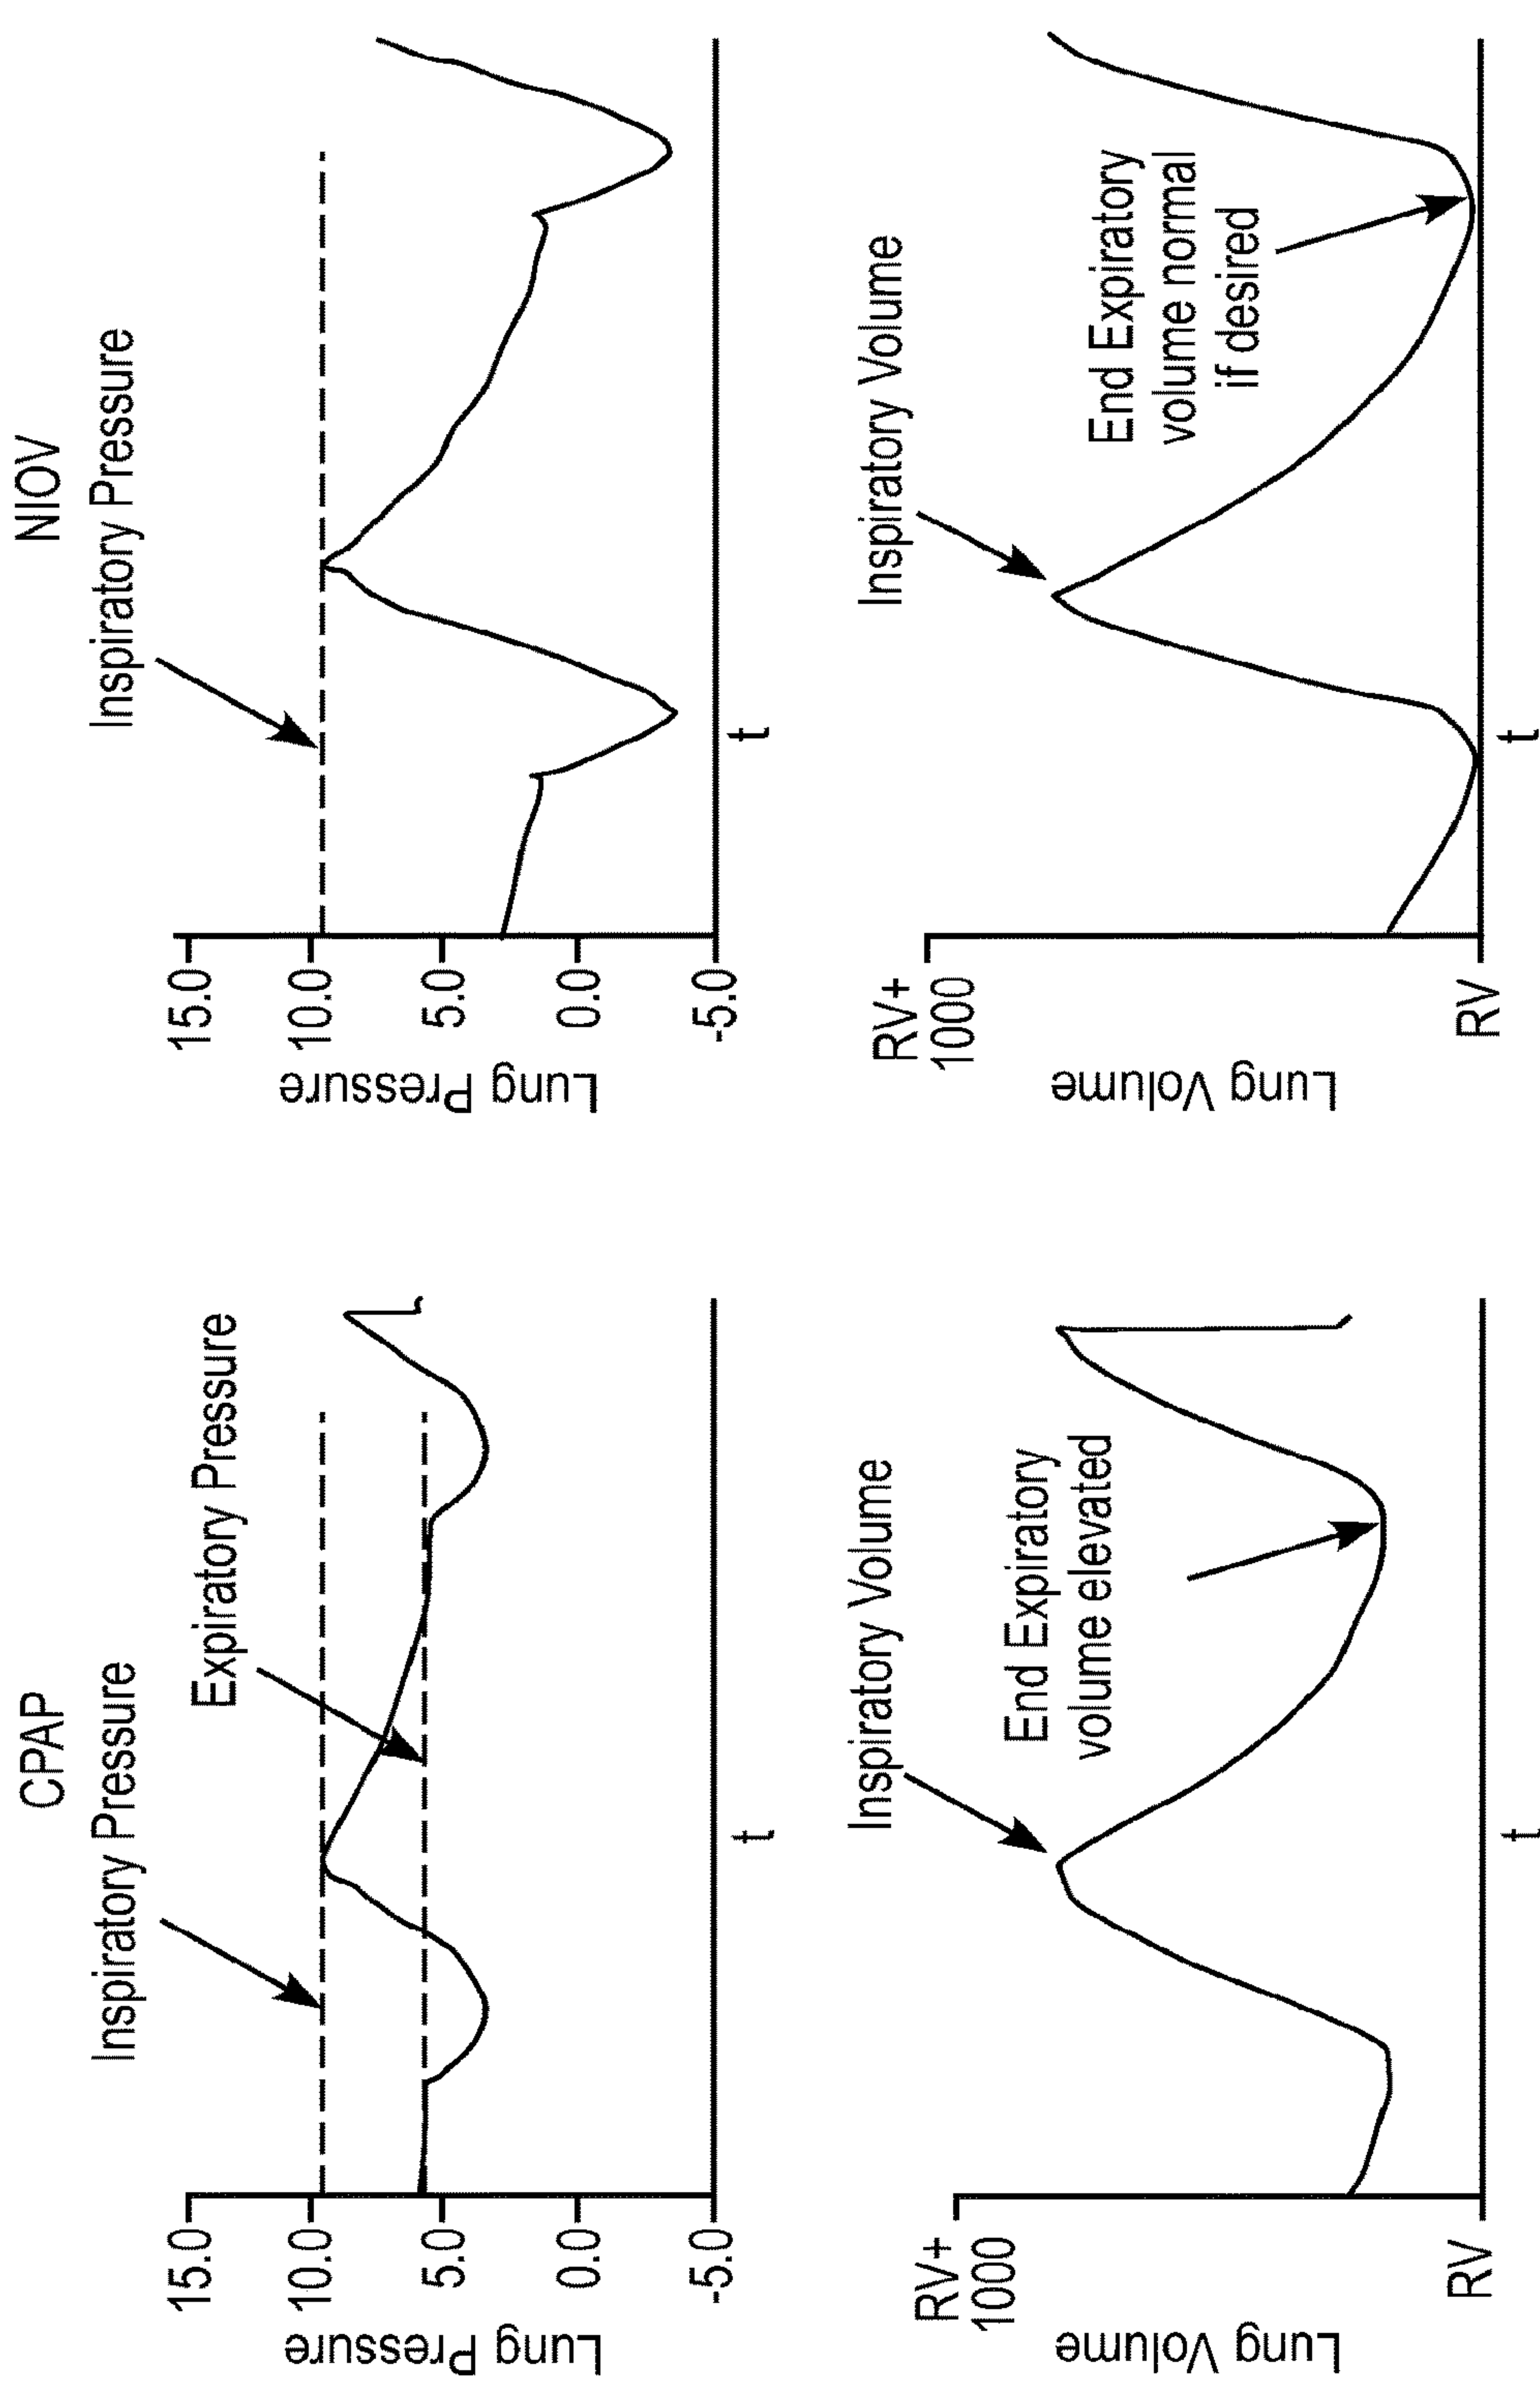 CPAP
Inspiratory Pressure
Expiratory Pressure
15.0
10.0
5.0
0.0
-5.0
Lung Pressure
t
Inspiratory Volume
End Expiratory
volume elevated
RV+
1000
RV
Lung Volume
t
NIOV
Inspiratory Pressure
15.0
10.0
5.0
0.0
-5.0
Lung Pressure
t
Inspiratory Volume
End Expiratory
volume normal
if desired
RV+
1000
RV
Lung Volume
t